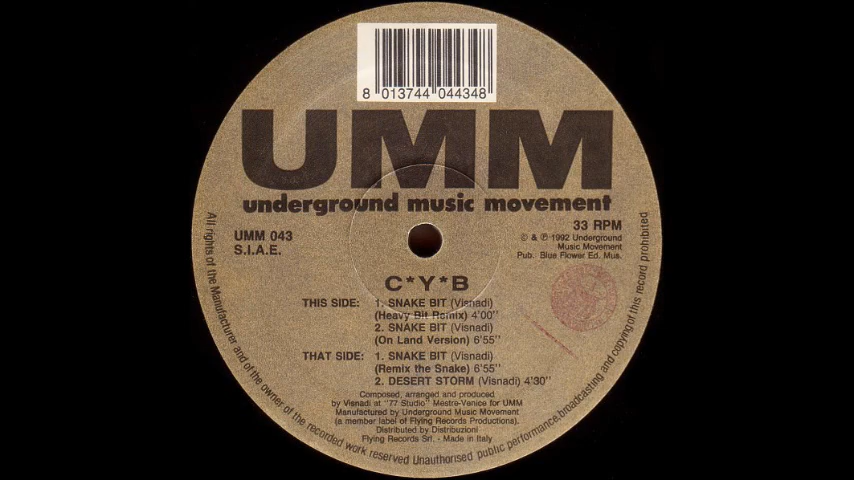 8 013744 044348
UMM
underground music movement
UMM 043
S.I.A.E.
33 RPM
© & ℗ 1992 Underground
Music Movement
Pub. Blue Flower Ed. Mus.
C*Y*B
THIS SIDE: 1. SNAKE BIT (Visnadi)
(Heavy Bit Remix) 4'00''
2. SNAKE BIT (Visnadi)
(On Land Version) 6'55''
THAT SIDE: 1. SNAKE BIT (Visnadi)
(Remix the Snake) 6'55''
2. DESERT STORM (Visnadi) 4'30''
Composed, arranged and produced
by Visnadi at "77 Studio" Mestre-Venice for UMM
Manufactured by Underground Music Movement
(a member label of Flying Records Productions).
Distributed by Distribuzioni
Flying Records Srl. - Made in Italy
All rights of the Manufacturer and of the owner of the recorded work reserved Unauthorised public performance, broadcasting and copying of this record prohibited